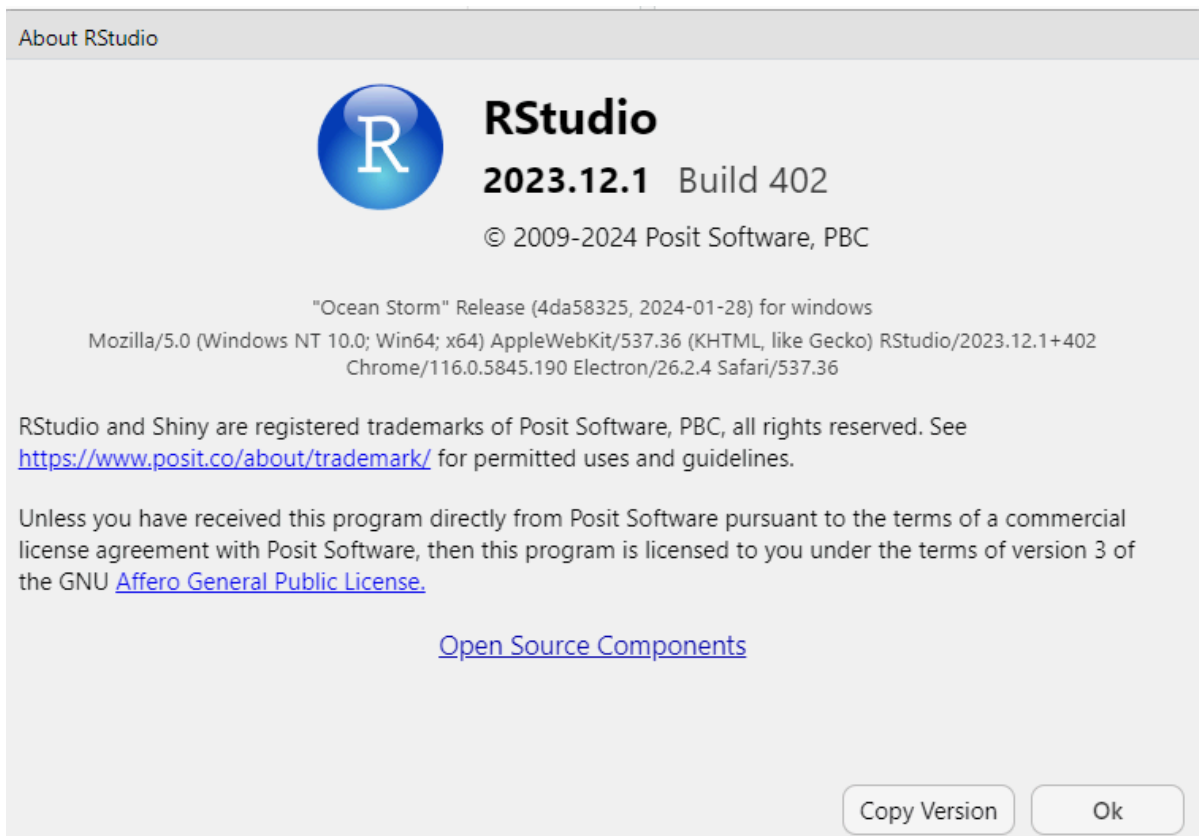 About RStudio
R
RStudio
2023.12.1 Build 402
© 2009-2024 Posit Software, PBC
"Ocean Storm" Release (4da58325, 2024-01-28) for windows
Mozilla/5.0 (Windows NT 10.0; Win64; x64) AppleWebKit/537.36 (KHTML, like Gecko) RStudio/2023.12.1+402
Chrome/116.0.5845.190 Electron/26.2.4 Safari/537.36
RStudio and Shiny are registered trademarks of Posit Software, PBC, all rights reserved. See
https://www.posit.co/about/trademark/ for permitted uses and guidelines.
Unless you have received this program directly from Posit Software pursuant to the terms of a commercial
license agreement with Posit Software, then this program is licensed to you under the terms of version 3 of
the GNU Affero General Public License.
Open Source Components
Copy Version Ok